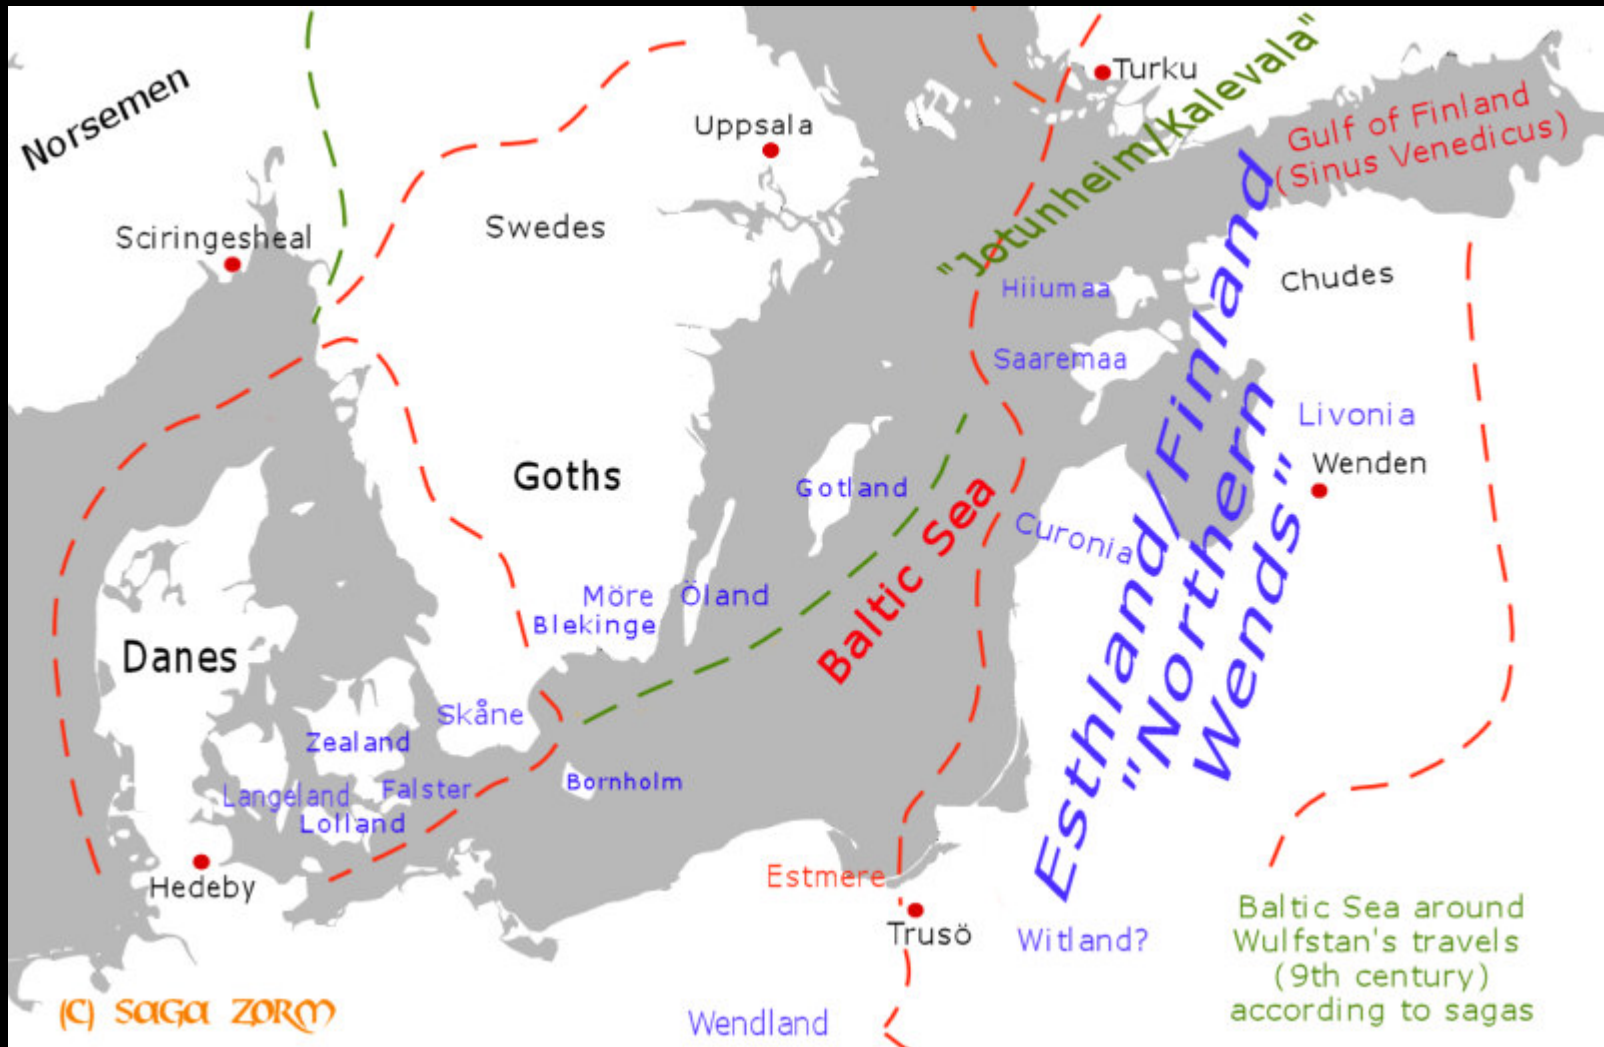 Norsemen
Turku
"Jotunheim/Kalevala"
Uppsala
Gulf of Finland
(Sinus Venedicus)
Sciringesheal
Swedes
Hiiumaa
Chudes
Saaremaa
Livonia
Wenden
Goths
Gotland
Baltic Sea
Curonia
Esthland/Finland
"Northern
Wends"
Möre
Öland
Blekinge
Danes
Skåne
Zealand
Bornholm
Langeland
Falster
Lolland
Hedeby
Estmere
Trusö
Witland?
Wendland
Baltic Sea around
Wulfstan's travels
(9th century)
according to sagas
(C) SAGA ZORM